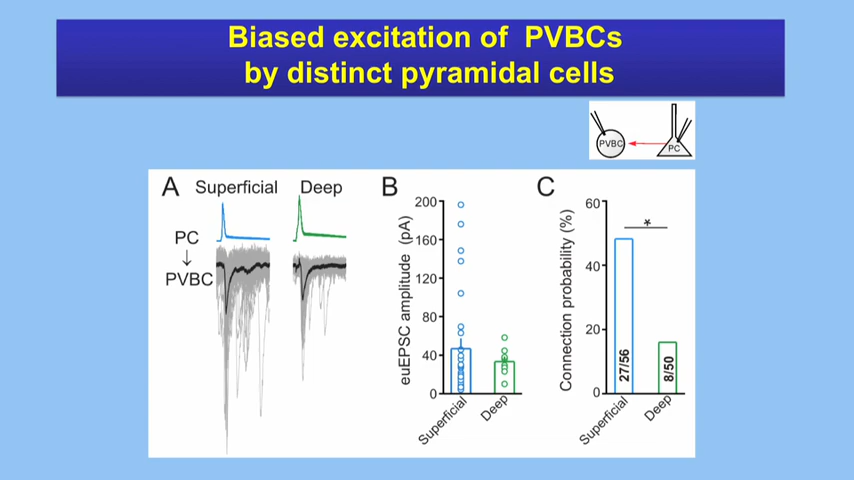 Biased excitation of PVBCs
by distinct pyramidal cells
PVBC
PC
A
Superficial
Deep
PC
↓
PVBC
B
euEPSC amplitude (pA)
200
160
120
80
40
0
Superficial
Deep
C
Connection probability (%)
60
40
20
0
*
27/56
8/50
Superficial
Deep